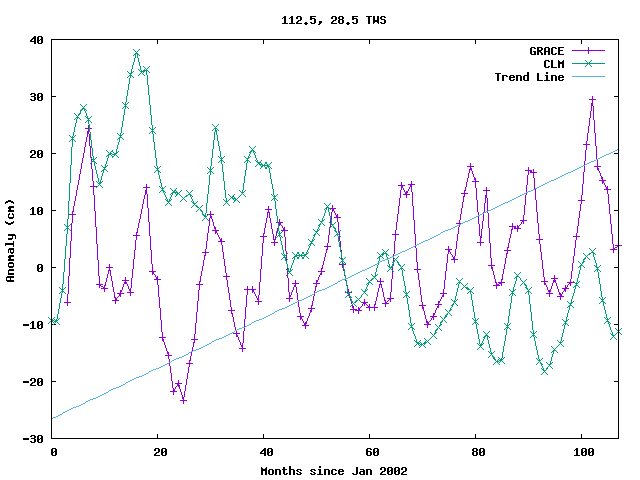 112.5, 28.5 TWS
GRACE
CLM
Trend Line
40
30
20
10
0
-10
-20
-30
Anomaly (cm)
0 20 40 60 80 100
Months since Jan 2002